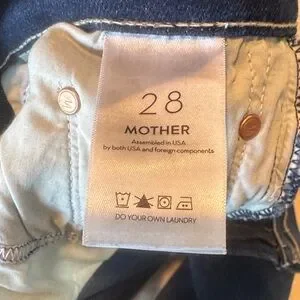 28
MOTHER
Assembled in USA
by both USA and foreign components
DO YOUR OWN LAUNDRY